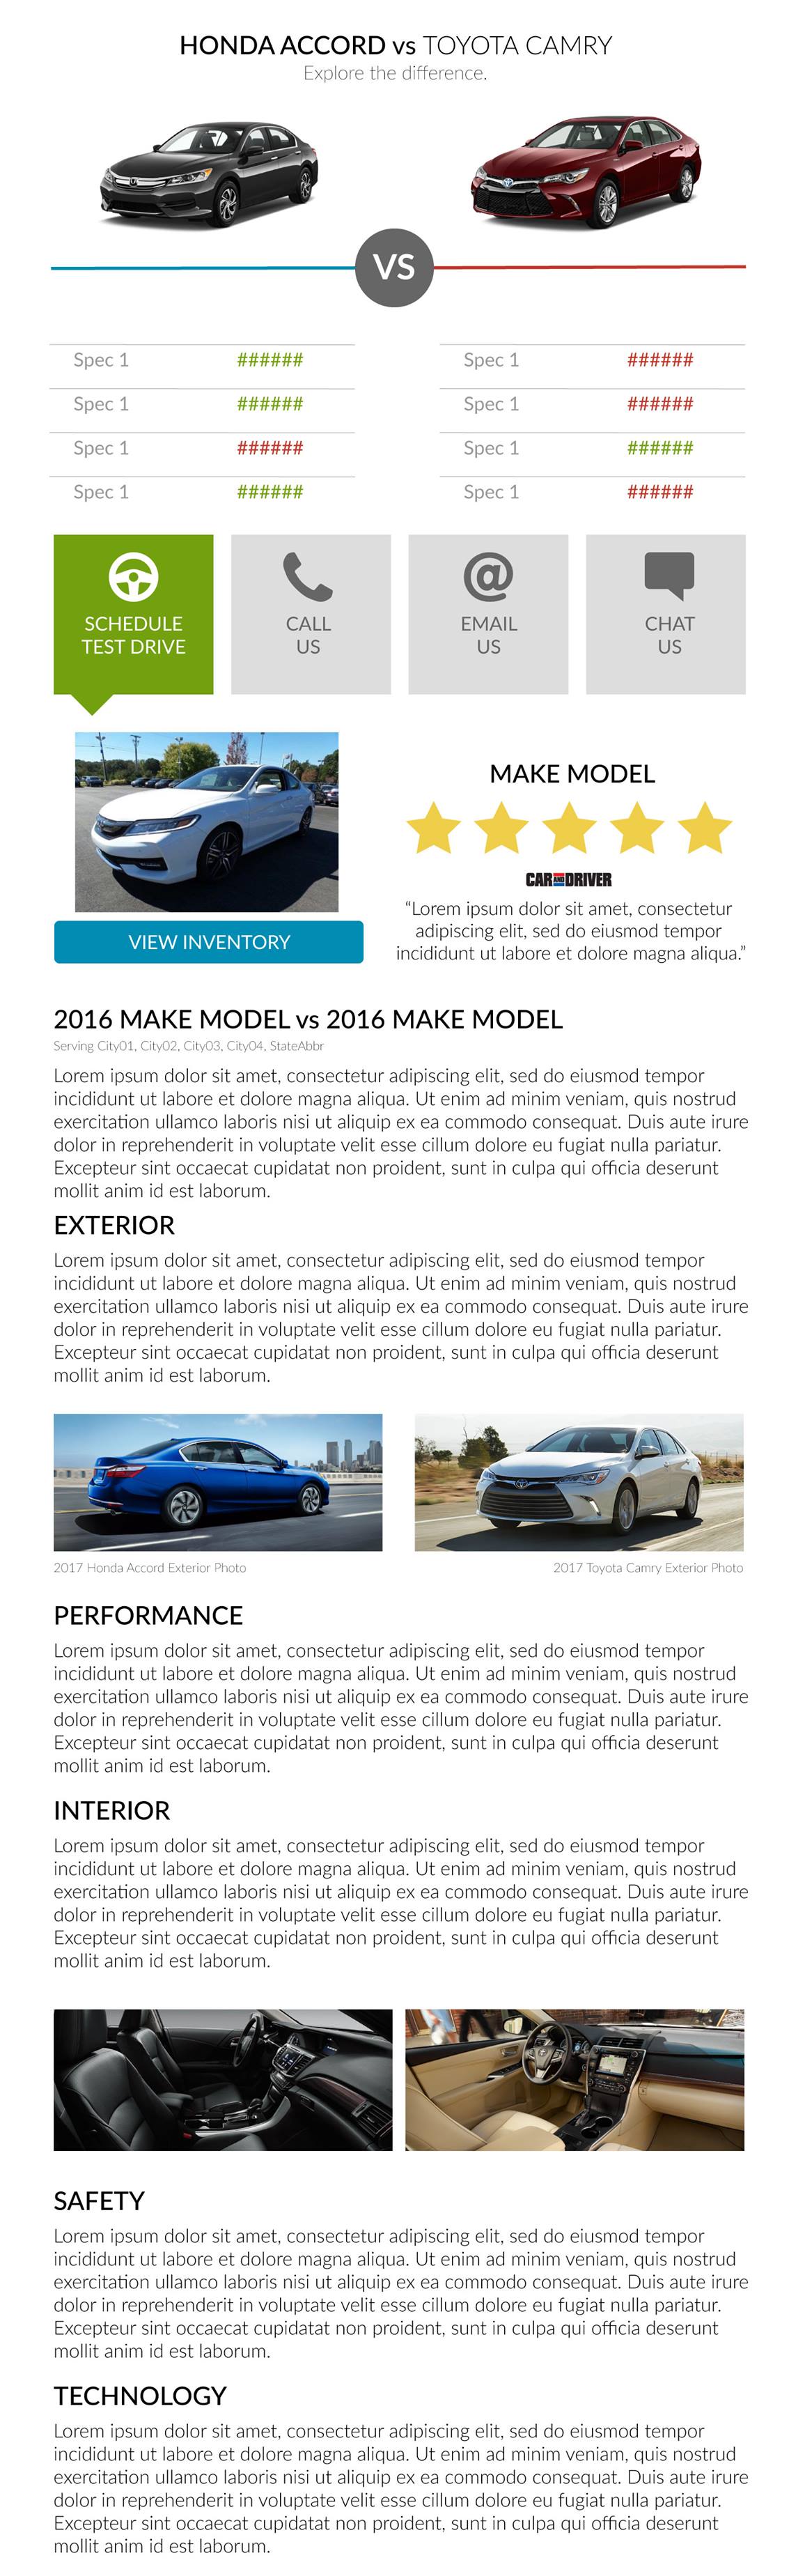 HONDA ACCORD vs TOYOTA CAMRY
Explore the difference.
VS
Spec 1 ###### Spec 1 ######
Spec 1 ###### Spec 1 ######
Spec 1 ###### Spec 1 ######
Spec 1 ###### Spec 1 ######
SCHEDULE
TEST DRIVE
CALL
US
EMAIL
US
CHAT
US
VIEW INVENTORY
MAKE MODEL
CAR AND DRIVER
“Lorem ipsum dolor sit amet, consectetur
adipiscing elit, sed do eiusmod tempor
incididunt ut labore et dolore magna aliqua.”
2016 MAKE MODEL vs 2016 MAKE MODEL
Serving City01, City02, City03, City04, StateAbbr
Lorem ipsum dolor sit amet, consectetur adipiscing elit, sed do eiusmod tempor
incididunt ut labore et dolore magna aliqua. Ut enim ad minim veniam, quis nostrud
exercitation ullamco laboris nisi ut aliquip ex ea commodo consequat. Duis aute irure
dolor in reprehenderit in voluptate velit esse cillum dolore eu fugiat nulla pariatur.
Excepteur sint occaecat cupidatat non proident, sunt in culpa qui officia deserunt
mollit anim id est laborum.
EXTERIOR
Lorem ipsum dolor sit amet, consectetur adipiscing elit, sed do eiusmod tempor
incididunt ut labore et dolore magna aliqua. Ut enim ad minim veniam, quis nostrud
exercitation ullamco laboris nisi ut aliquip ex ea commodo consequat. Duis aute irure
dolor in reprehenderit in voluptate velit esse cillum dolore eu fugiat nulla pariatur.
Excepteur sint occaecat cupidatat non proident, sunt in culpa qui officia deserunt
mollit anim id est laborum.
2017 Honda Accord Exterior Photo
2017 Toyota Camry Exterior Photo
PERFORMANCE
Lorem ipsum dolor sit amet, consectetur adipiscing elit, sed do eiusmod tempor
incididunt ut labore et dolore magna aliqua. Ut enim ad minim veniam, quis nostrud
exercitation ullamco laboris nisi ut aliquip ex ea commodo consequat. Duis aute irure
dolor in reprehenderit in voluptate velit esse cillum dolore eu fugiat nulla pariatur.
Excepteur sint occaecat cupidatat non proident, sunt in culpa qui officia deserunt
mollit anim id est laborum.
INTERIOR
Lorem ipsum dolor sit amet, consectetur adipiscing elit, sed do eiusmod tempor
incididunt ut labore et dolore magna aliqua. Ut enim ad minim veniam, quis nostrud
exercitation ullamco laboris nisi ut aliquip ex ea commodo consequat. Duis aute irure
dolor in reprehenderit in voluptate velit esse cillum dolore eu fugiat nulla pariatur.
Excepteur sint occaecat cupidatat non proident, sunt in culpa qui officia deserunt
mollit anim id est laborum.
SAFETY
Lorem ipsum dolor sit amet, consectetur adipiscing elit, sed do eiusmod tempor
incididunt ut labore et dolore magna aliqua. Ut enim ad minim veniam, quis nostrud
exercitation ullamco laboris nisi ut aliquip ex ea commodo consequat. Duis aute irure
dolor in reprehenderit in voluptate velit esse cillum dolore eu fugiat nulla pariatur.
Excepteur sint occaecat cupidatat non proident, sunt in culpa qui officia deserunt
mollit anim id est laborum.
TECHNOLOGY
Lorem ipsum dolor sit amet, consectetur adipiscing elit, sed do eiusmod tempor
incididunt ut labore et dolore magna aliqua. Ut enim ad minim veniam, quis nostrud
exercitation ullamco laboris nisi ut aliquip ex ea commodo consequat. Duis aute irure
dolor in reprehenderit in voluptate velit esse cillum dolore eu fugiat nulla pariatur.
Excepteur sint occaecat cupidatat non proident, sunt in culpa qui officia deserunt
mollit anim id est laborum.